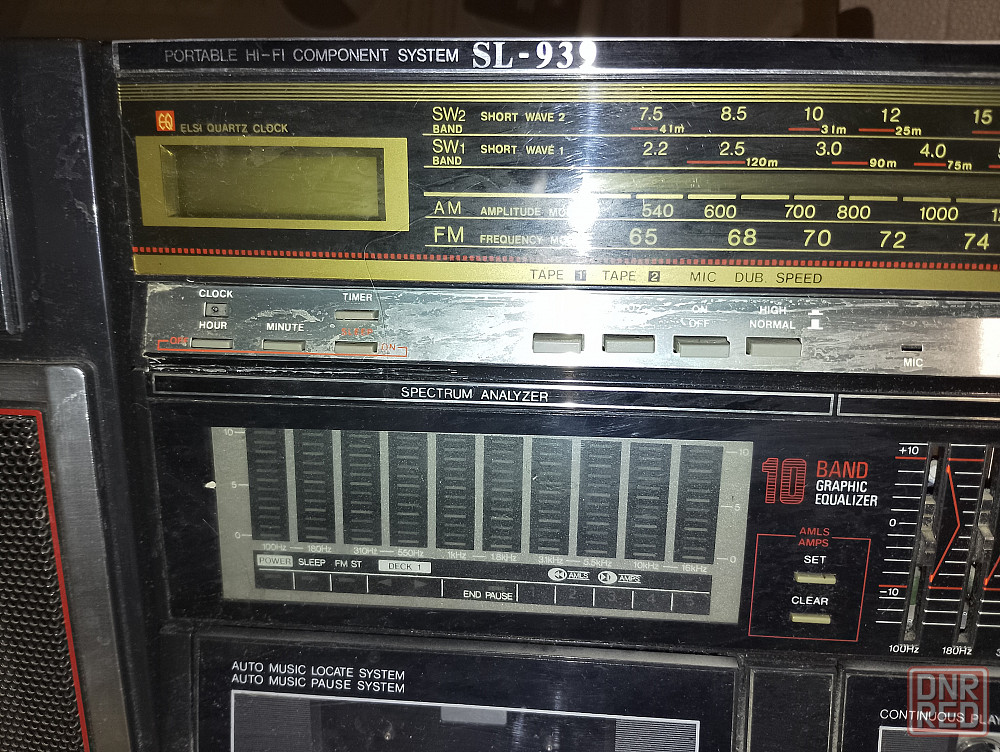 PORTABLE HI-FI COMPONENT SYSTEM SL-939
EQ ELSI QUARTZ CLOCK
SW2 BAND SHORT WAVE 2 7.5 8.5 10 12 15
41m 31m 25m
SW1 BAND SHORT WAVE 1 2.2 2.5 3.0 4.0
120m 90m 75m
AM AMPLITUDE 540 600 700 800 1000
FM FREQUENCY 65 68 70 72 74
TAPE 1 TAPE 2 MIC DUB. SPEED
CLOCK TIMER
HOUR MINUTE SLEEP
OFF ON
ON
OFF
HIGH
NORMAL
MIC
SPECTRUM ANALYZER
10 10
5 5
0 0
100Hz 180Hz 310Hz 550Hz 1kHz 1.8kHz 3.1kHz 5.5kHz 10kHz 16kHz
POWER SLEEP FM ST DECK 1 AMLS AMPS
END PAUSE 1 2 3 4 5
10 BAND
GRAPHIC
EQUALIZER
AMLS
AMPS
SET
CLEAR
+10
0
-10
100Hz 180Hz
AUTO MUSIC LOCATE SYSTEM
AUTO MUSIC PAUSE SYSTEM
CONTINUOUS PLAY
DNR
RED